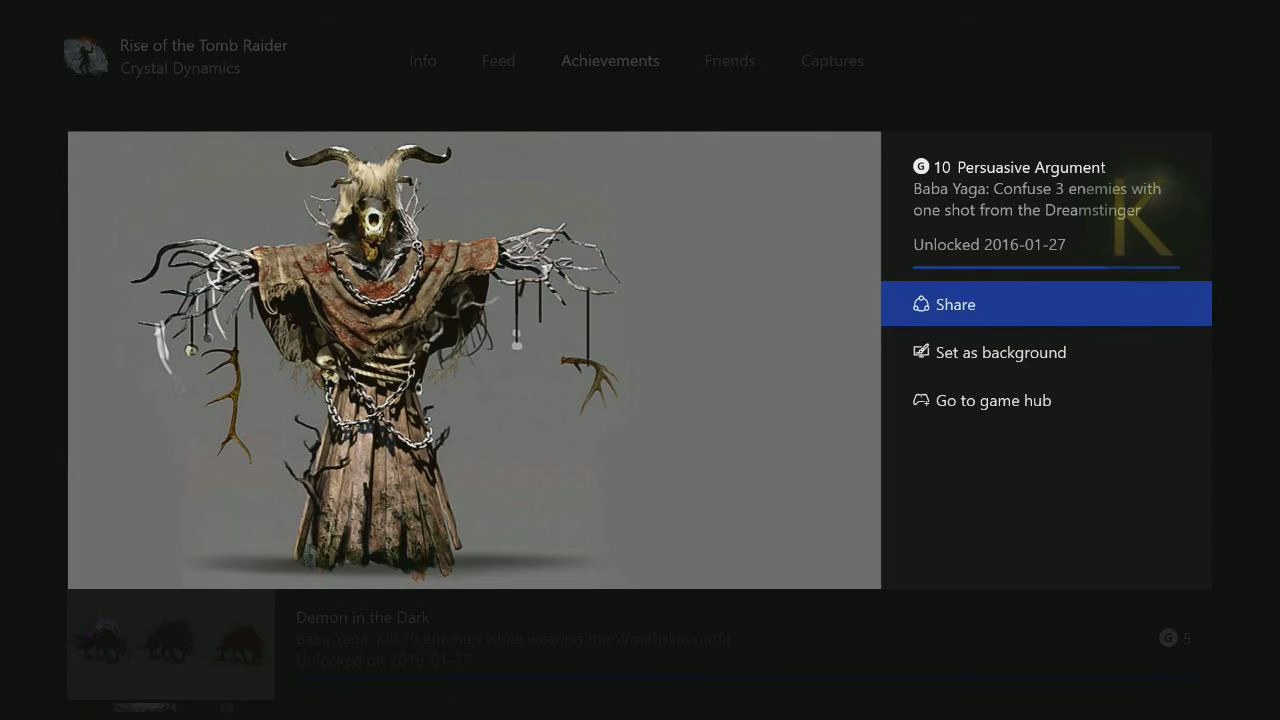 Rise of the Tomb Raider
Crystal Dynamics
Info
Feed
Achievements
Friends
Captures
G 10 Persuasive Argument
Baba Yaga: Confuse 3 enemies with
one shot from the Dreamstinger
Unlocked 2016-01-27
K
Share
Set as background
Go to game hub
Demon in the Dark
Baba Yaga: Kill 10 enemies while wearing the Wraithskin outfit
Unlocked on 2016-01-27
G 5